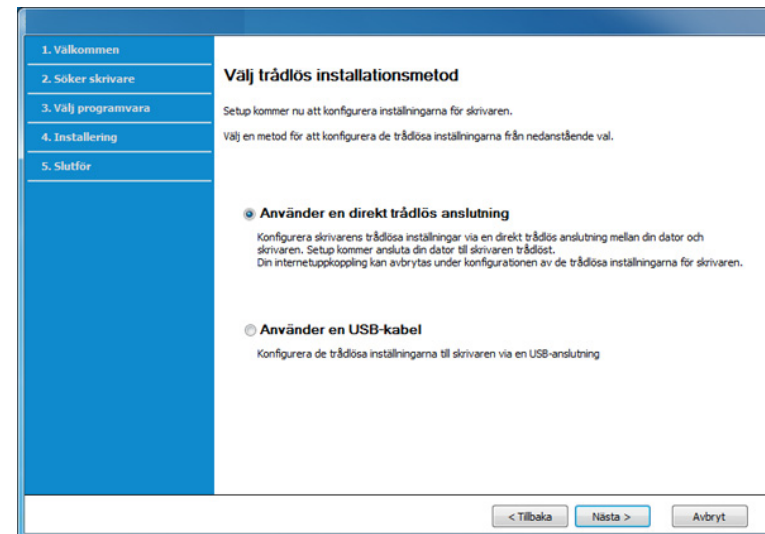 1. Välkommen
2. Söker skrivare
3. Välj programvara
4. Installering
5. Slutför
Välj trådlös installationsmetod
Setup kommer nu att konfigurera inställningarna för skrivaren.
Välj en metod för att konfigurera de trådlösa inställningarna från nedanstående val.
Använder en direkt trådlös anslutning
Konfigurera skrivarens trådlösa inställningar via en direkt trådlös anslutning mellan din dator och
skrivaren. Setup kommer ansluta din dator till skrivaren trådlöst.
Din internetuppkoppling kan avbrytas under konfigurationen av de trådlösa inställningarna för skrivaren.
Använder en USB-kabel
Konfigurera de trådlösa inställningarna till skrivaren via en USB-anslutning
< Tillbaka
Nästa >
Avbryt